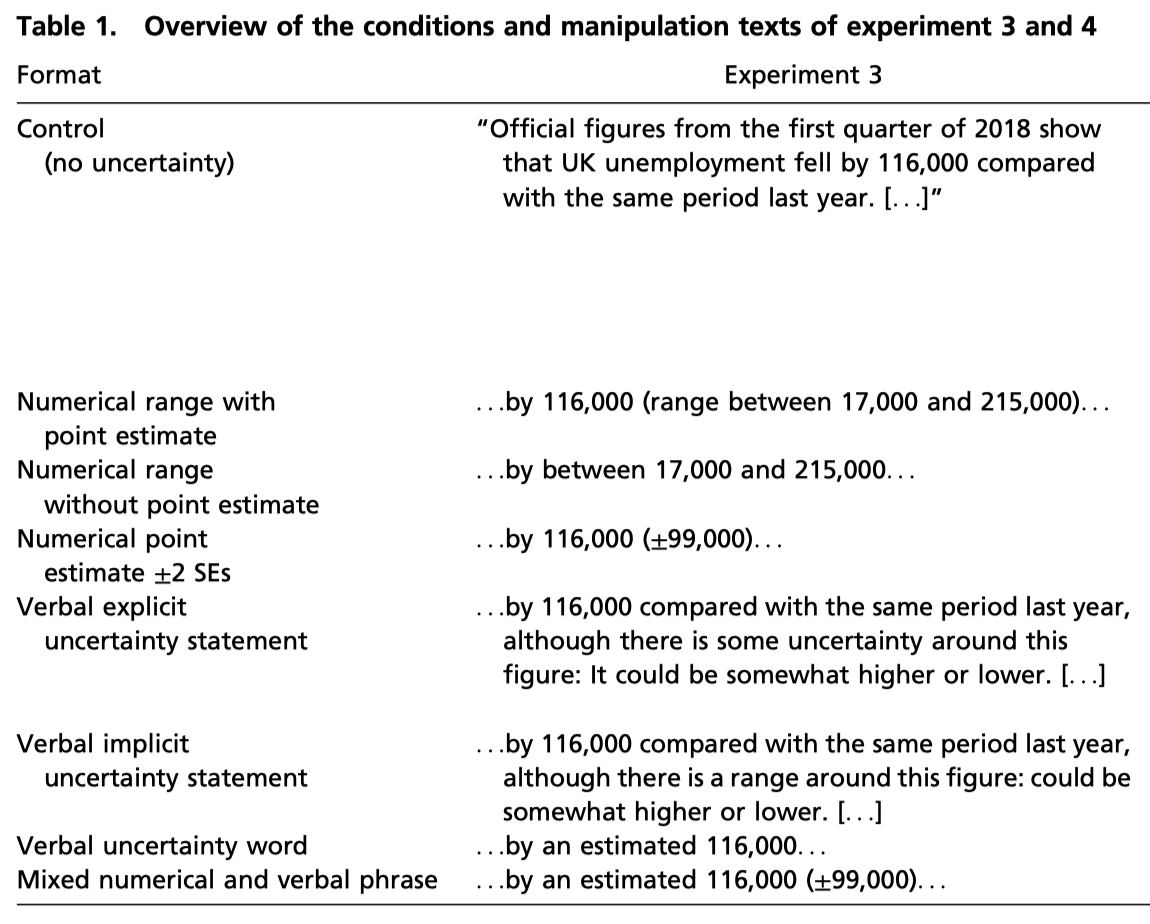 Table 1. Overview of the conditions and manipulation texts of experiment 3 and 4
Format Experiment 3
Control "Official figures from the first quarter of 2018 show
(no uncertainty) that UK unemployment fell by 116,000 compared
with the same period last year. [...]"
Numerical range with ...by 116,000 (range between 17,000 and 215,000)...
point estimate
Numerical range ...by between 17,000 and 215,000...
without point estimate
Numerical point ...by 116,000 (±99,000)...
estimate ±2 SEs
Verbal explicit ...by 116,000 compared with the same period last year,
uncertainty statement although there is some uncertainty around this
figure: It could be somewhat higher or lower. [...]
Verbal implicit ...by 116,000 compared with the same period last year,
uncertainty statement although there is a range around this figure: could be
somewhat higher or lower. [...]
Verbal uncertainty word ...by an estimated 116,000...
Mixed numerical and verbal phrase ...by an estimated 116,000 (±99,000)...